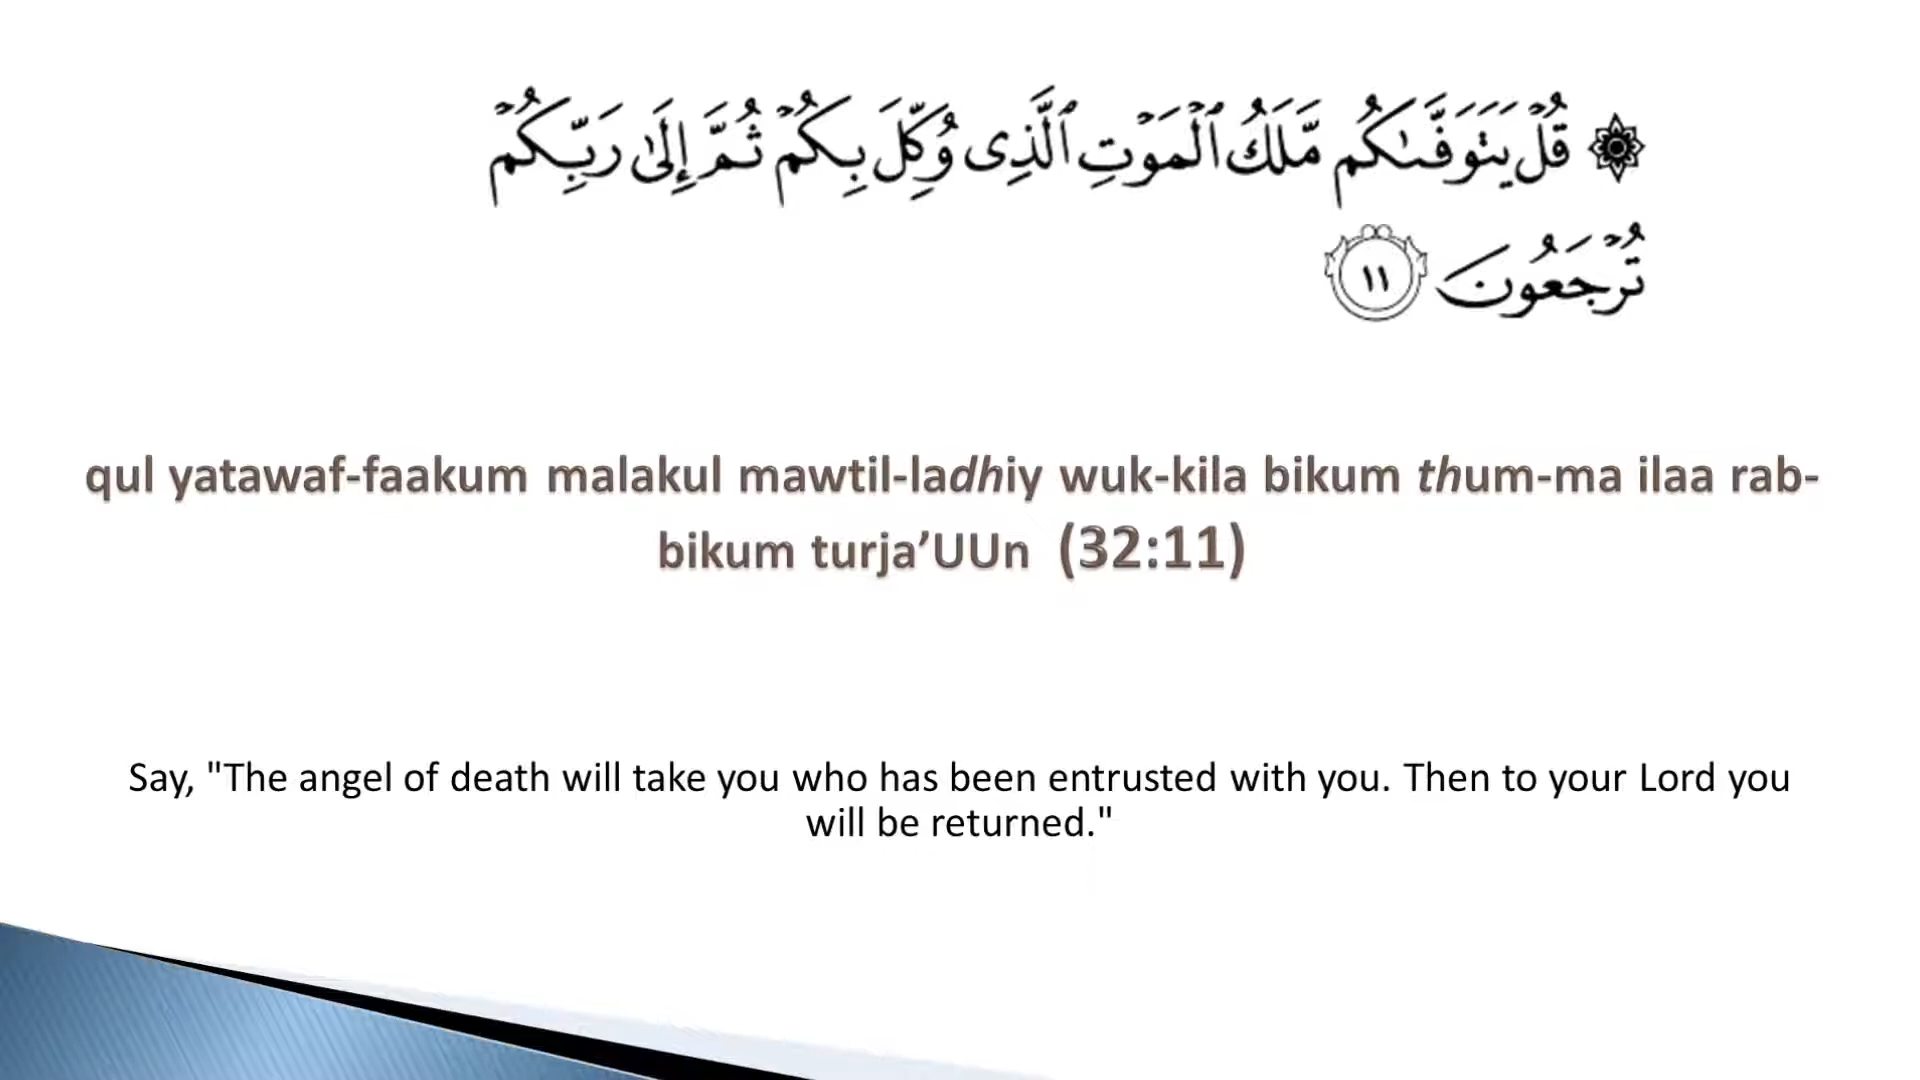 ۞ قُلۡ يَتَوَفَّىٰكُم مَّلَكُ ٱلۡمَوۡتِ ٱلَّذِى وُكِّلَ بِكُمۡ ثُمَّ إِلَىٰ رَبِّكُمۡ
تُرۡجَعُونَ ١١
qul yatawaf-faakum malakul mawtil-ladhiy wuk-kila bikum thum-ma ilaa rab-
bikum turja’UUn (32:11)
Say, "The angel of death will take you who has been entrusted with you. Then to your Lord you
will be returned."